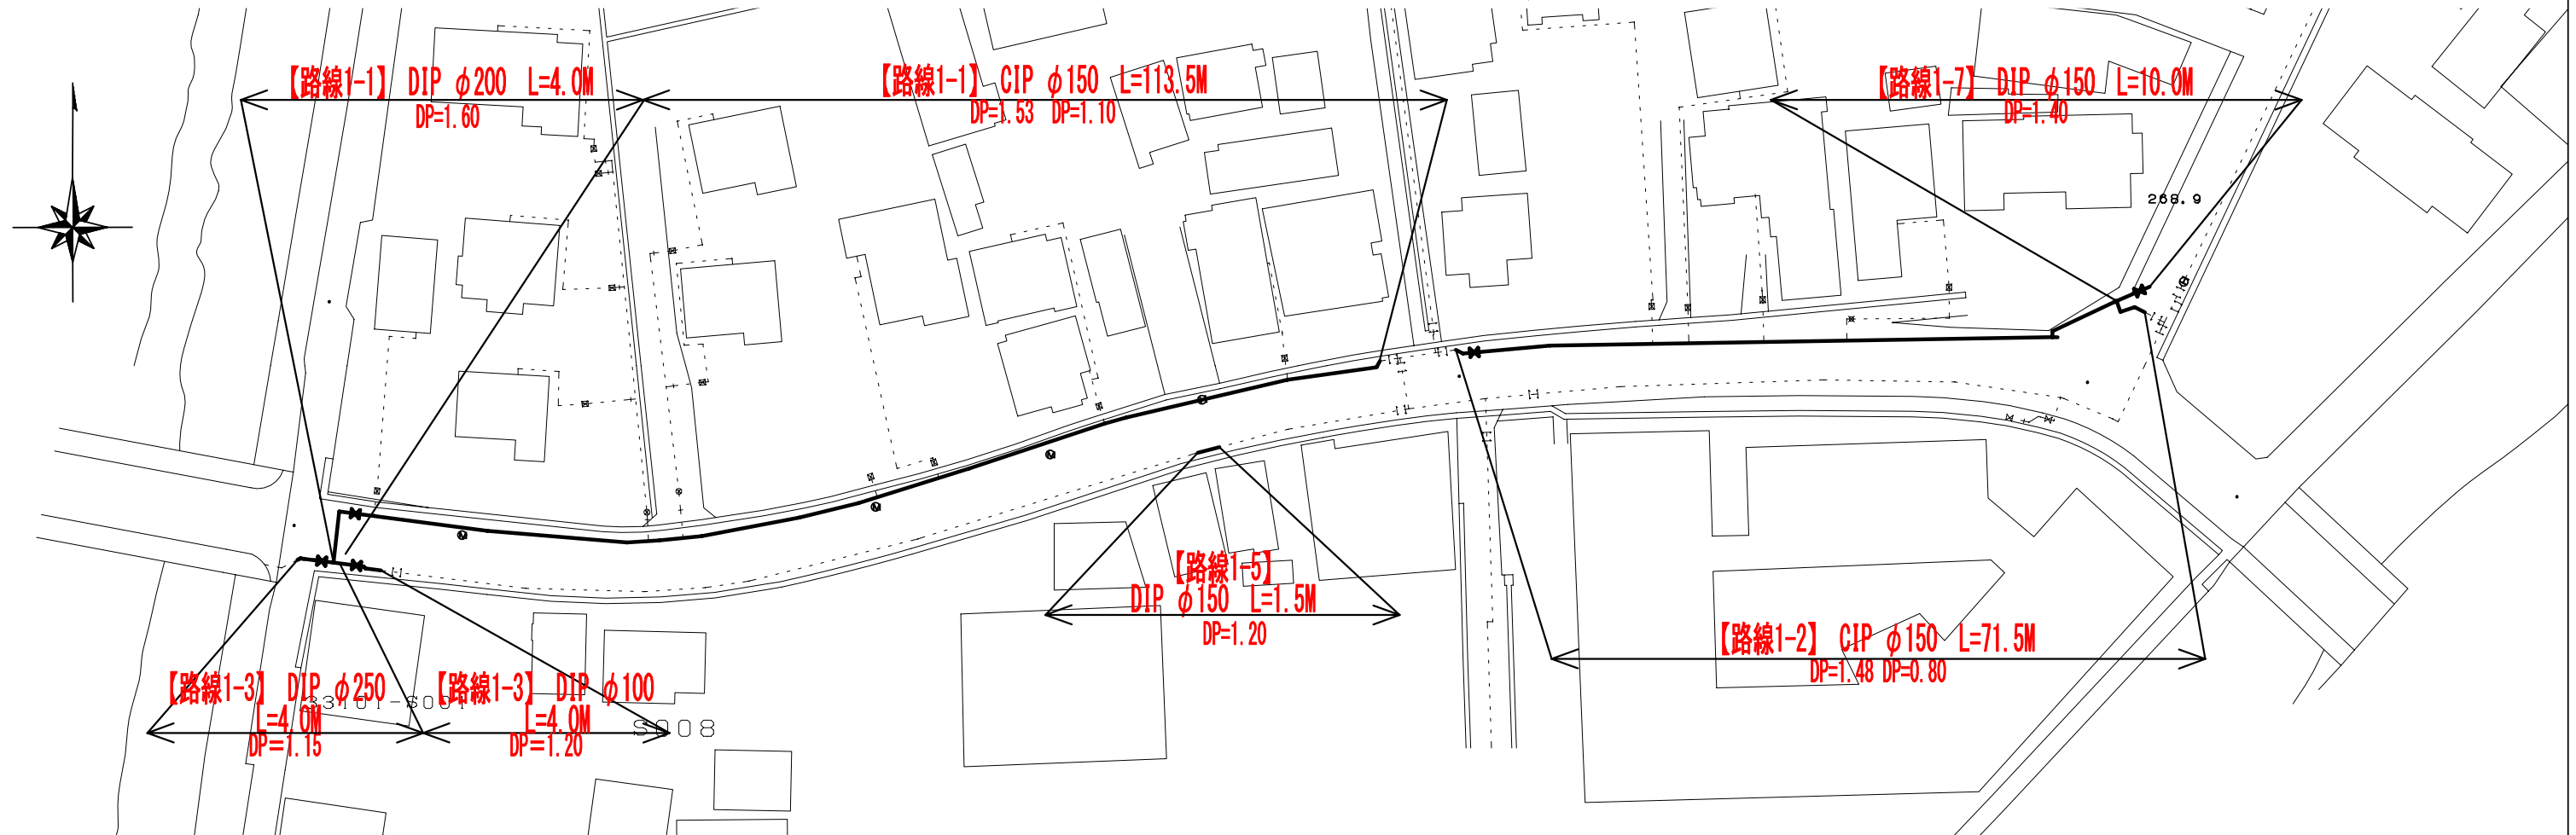 【路線1-1】 DIP φ200 L=4.0M
DP=1.60
【路線1-1】 CIP φ150 L=113.5M
DP=1.53 DP=1.10
【路線1-7】 DIP φ150 L=10.0M
DP=1.40
268.9
【路線1-5】
DIP φ150 L=1.5M
DP=1.20
【路線1-2】 CIP φ150 L=71.5M
DP=1.48 DP=0.80
【路線1-3】 DIP φ250
L=4.0M
DP=1.15
【路線1-3】 DIP φ100
L=4.0M
DP=1.20
S008